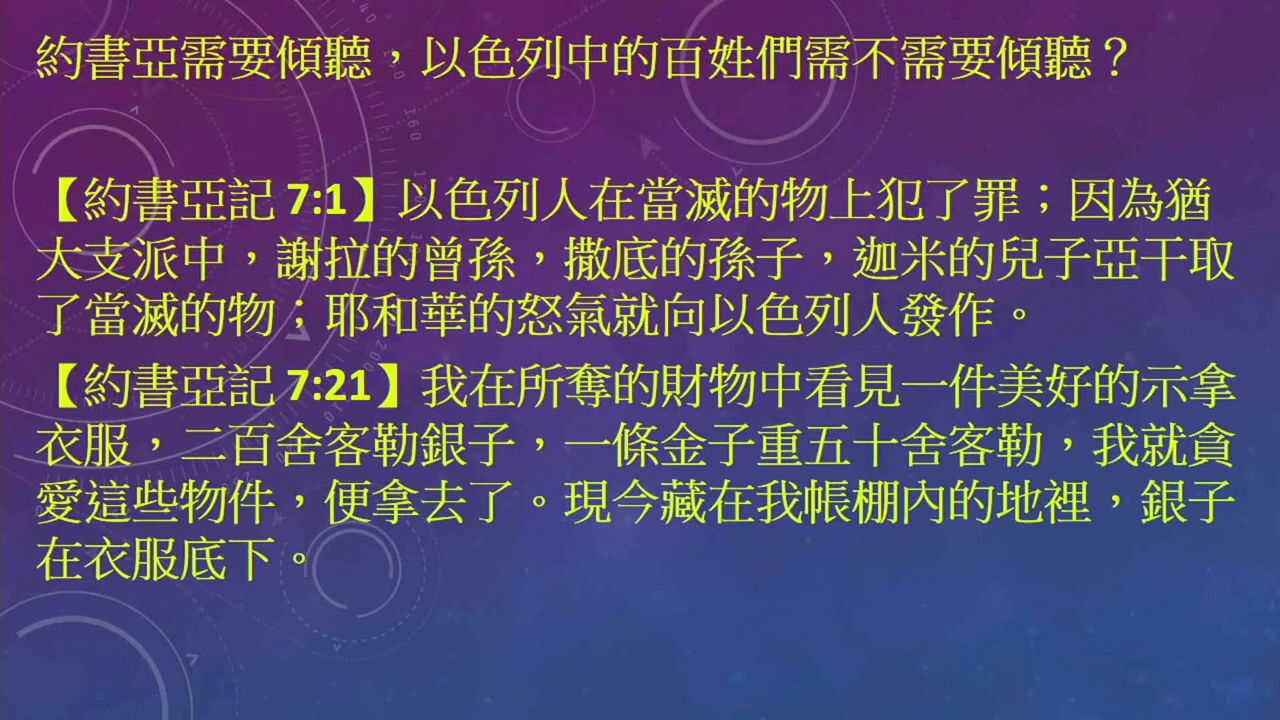 約書亞需要傾聽，以色列中的百姓們需不需要傾聽？
【約書亞記 7:1】以色列人在當滅的物上犯了罪；因為猶
大支派中，謝拉的曾孫，撒底的孫子，迦米的兒子亞干取
了當滅的物；耶和華的怒氣就向以色列人發作。
【約書亞記 7:21】我在所奪的財物中看見一件美好的示拿
衣服，二百舍客勒銀子，一條金子重五十舍客勒，我就貪
愛這些物件，便拿去了。現今藏在我帳棚內的地裡，銀子
在衣服底下。